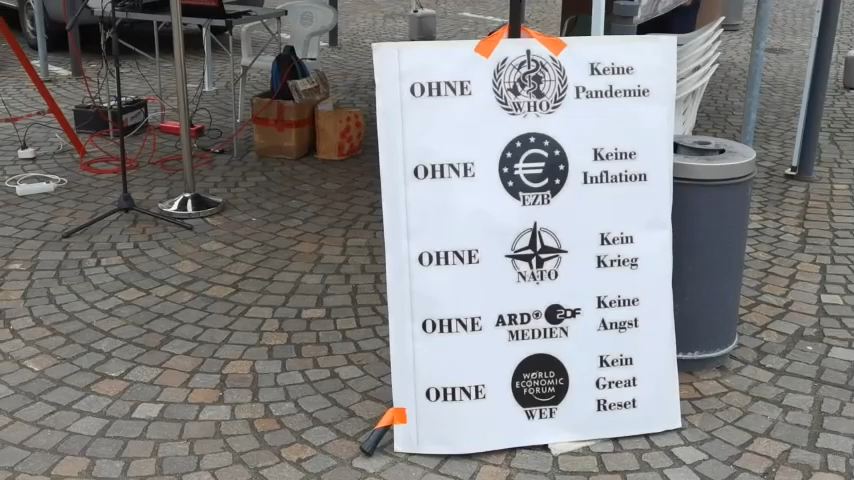 OHNE WHO Keine Pandemie
OHNE € EZB Keine Inflation
OHNE NATO Kein Krieg
OHNE ARD ZDF MEDIEN Keine Angst
OHNE WORLD ECONOMIC FORUM WEF Kein Great Reset